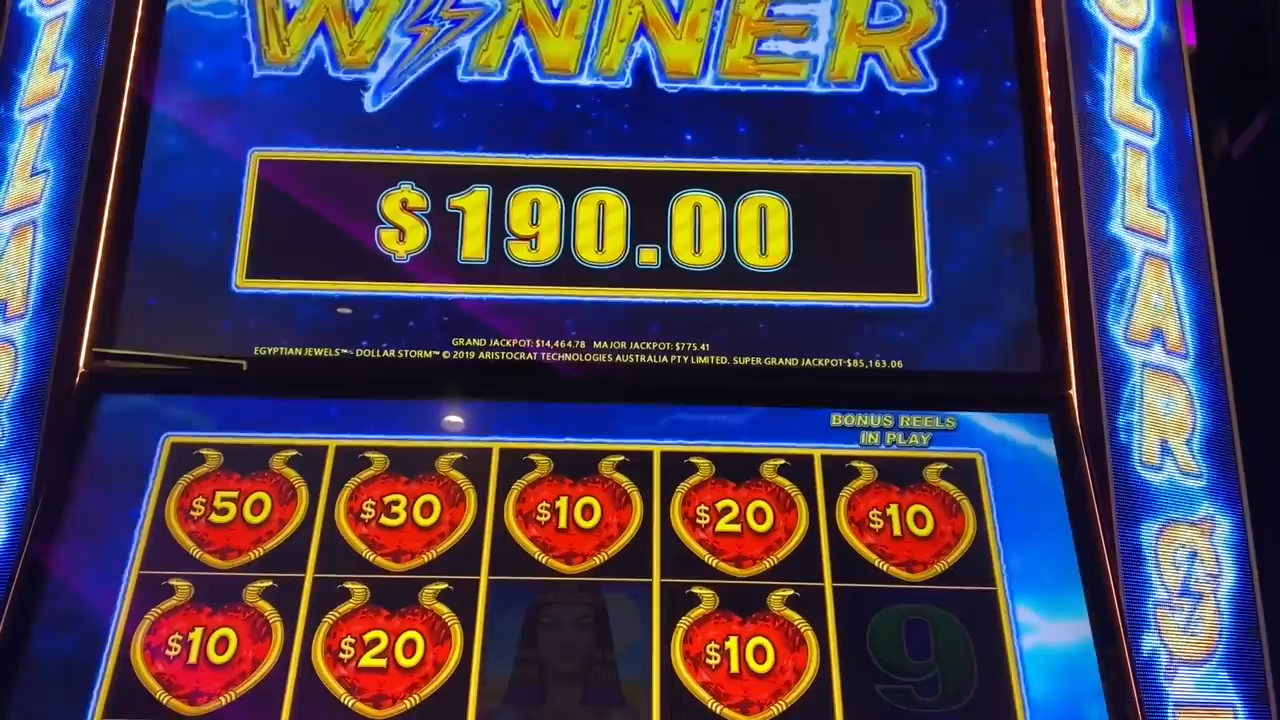 WINNER
$190.00
GRAND JACKPOT: $14,464.78 MAJOR JACKPOT: $775.41
EGYPTIAN JEWELS™ - DOLLAR STORM™ © 2019 ARISTOCRAT TECHNOLOGIES AUSTRALIA PTY LIMITED. SUPER GRAND JACKPOT $85,163.06
BONUS REELS
IN PLAY
$50 $30 $10 $20 $10
$10 $20 $10 9
OLLAR
OLLAR S